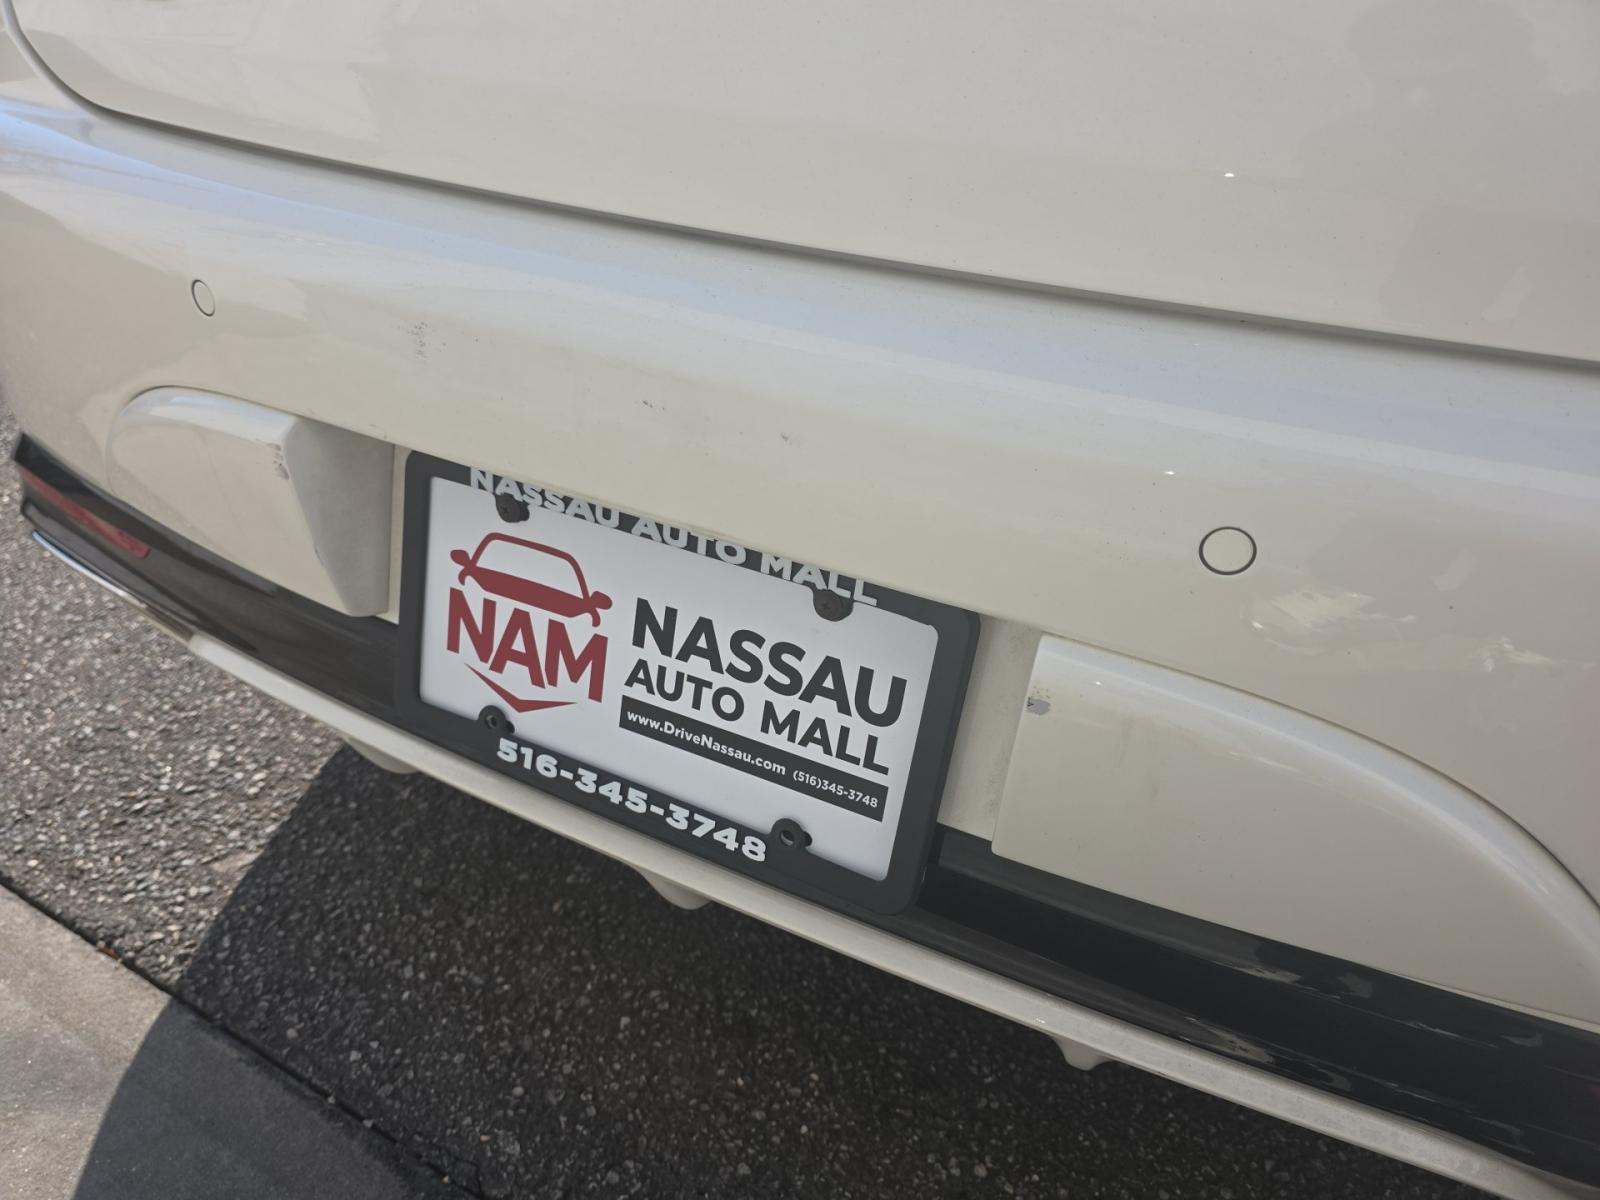 NASSAU AUTO MALL
NAM
NASSAU
AUTO MALL
www.DriveNassau.com (516)345-3748
516-345-3748